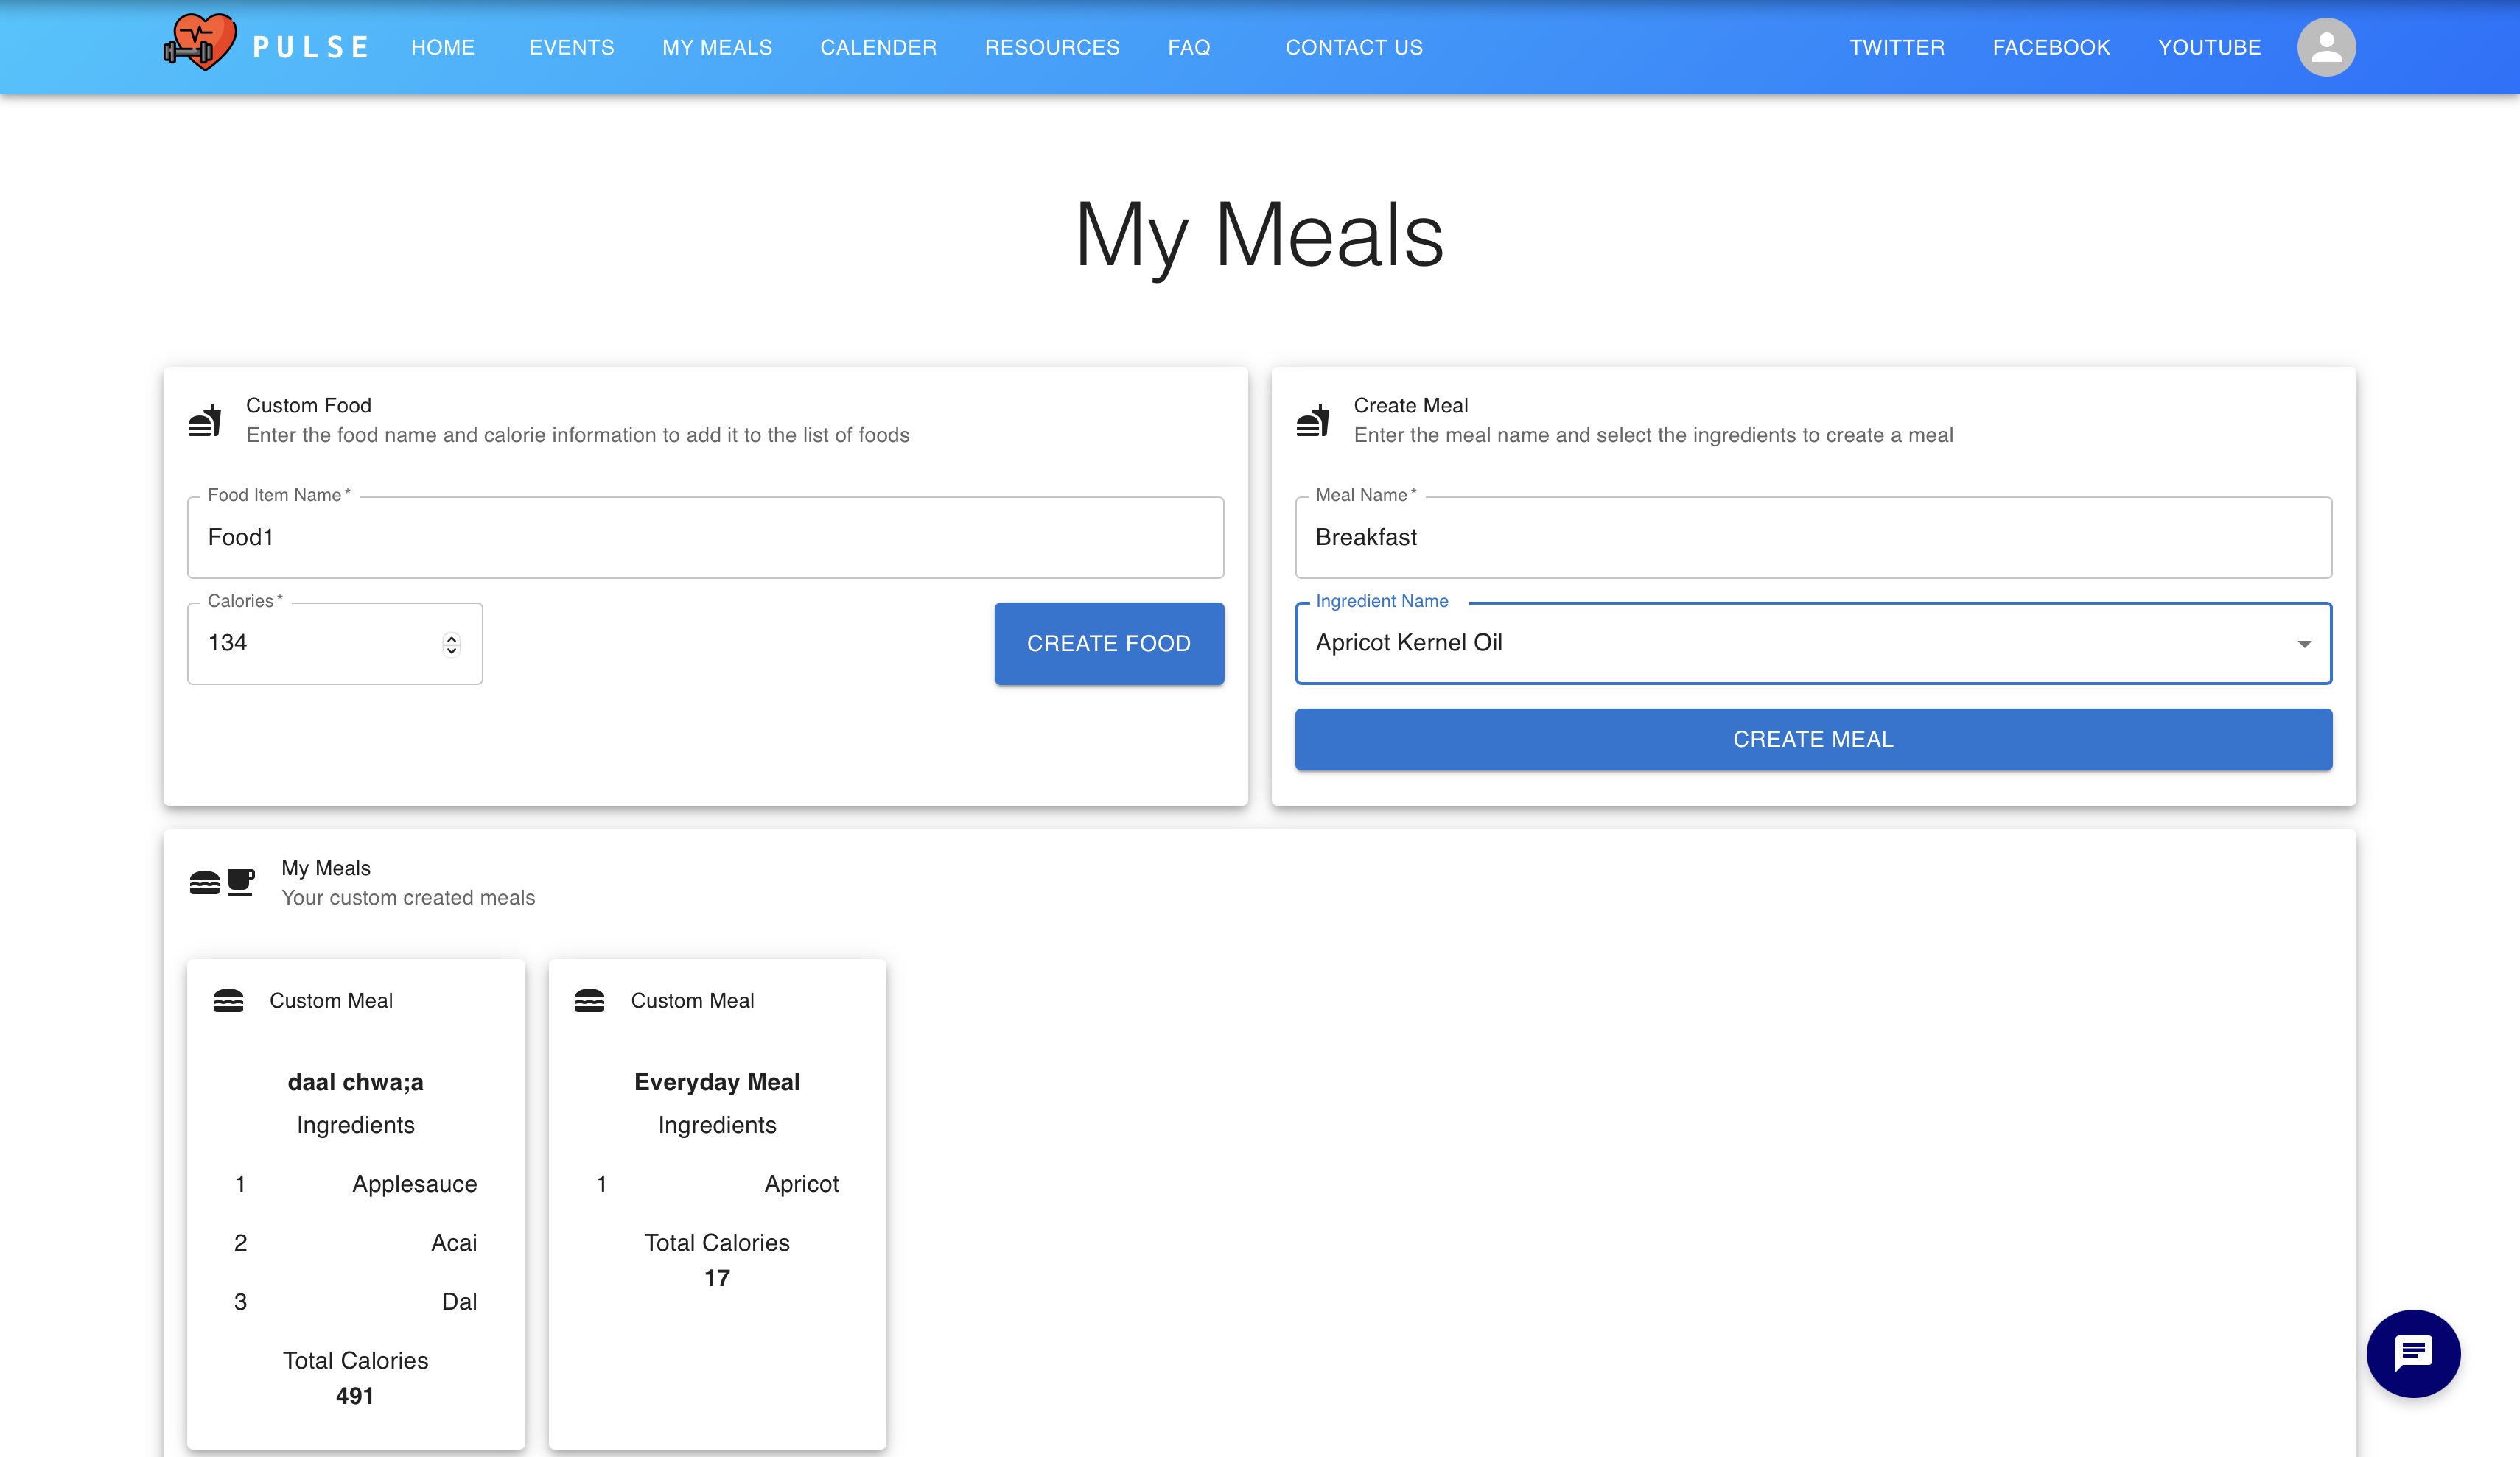 PULSE HOME EVENTS MY MEALS CALENDER RESOURCES FAQ CONTACT US TWITTER FACEBOOK YOUTUBE
My Meals
Custom Food
Enter the food name and calorie information to add it to the list of foods
Food Item Name *
Food1
Calories *
134
CREATE FOOD
Create Meal
Enter the meal name and select the ingredients to create a meal
Meal Name *
Breakfast
Ingredient Name
Apricot Kernel Oil
CREATE MEAL
My Meals
Your custom created meals
Custom Meal
daal chwa;a
Ingredients
1 Applesauce
2 Acai
3 Dal
Total Calories
491
Custom Meal
Everyday Meal
Ingredients
1 Apricot
Total Calories
17